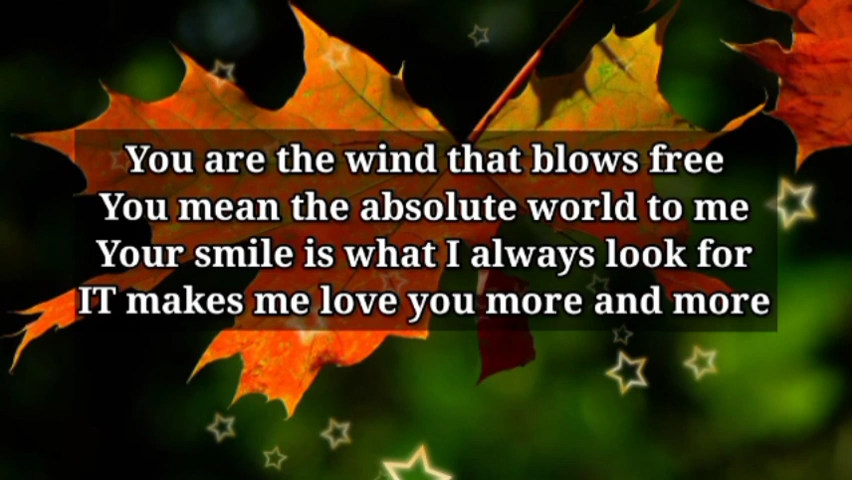 You are the wind that blows free
You mean the absolute world to me
Your smile is what I always look for
IT makes me love you more and more